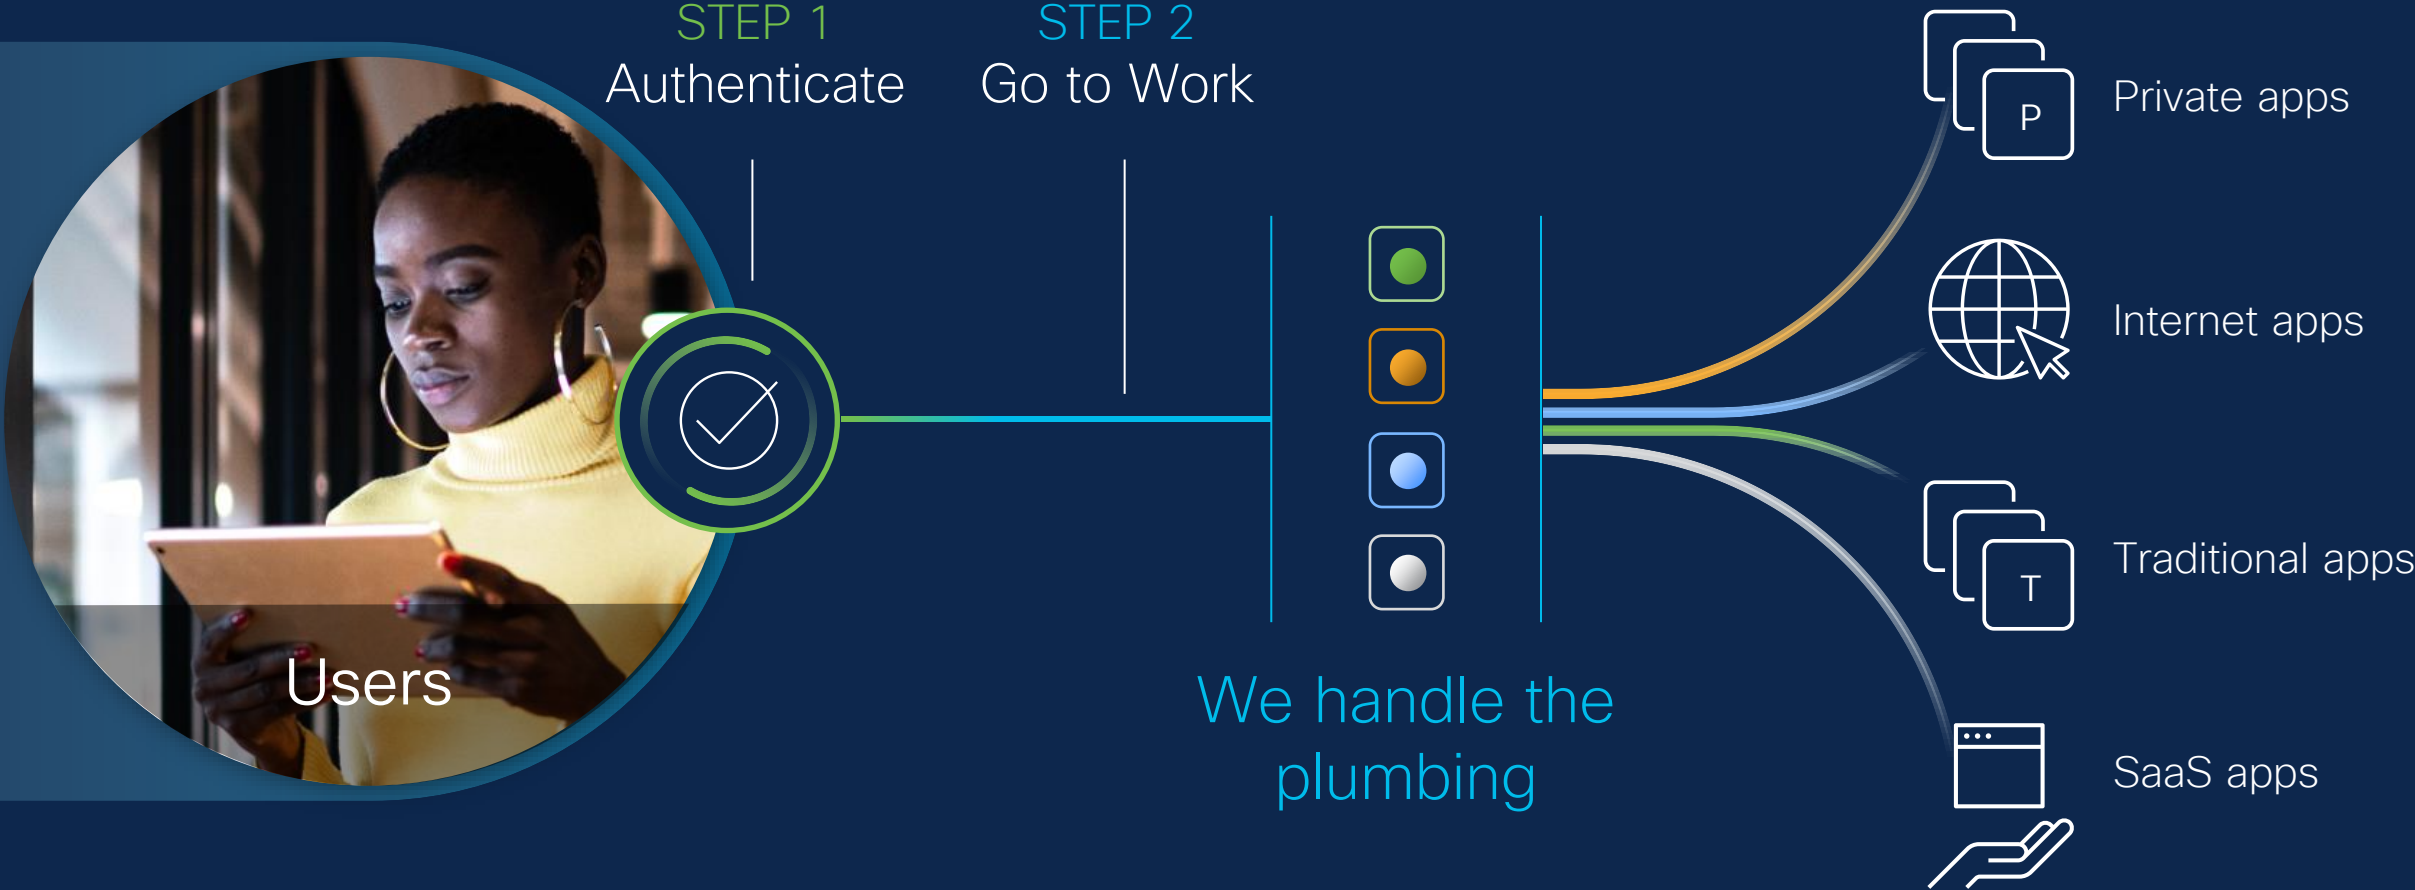 STEP 1
Authenticate
STEP 2
Go to Work
Users
We handle the
plumbing
P
Private apps
Internet apps
T
Traditional apps
SaaS apps